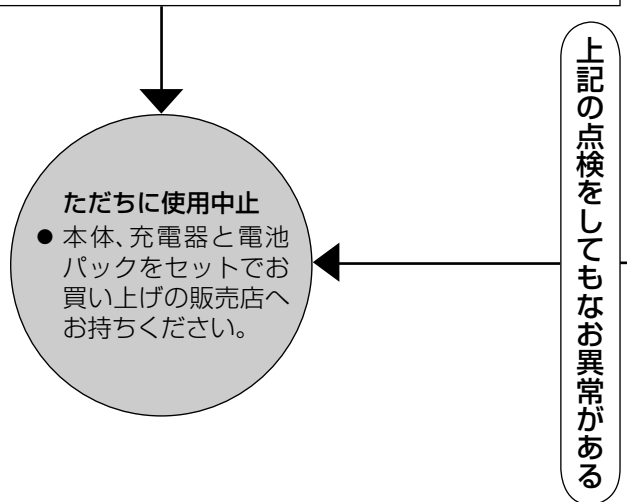 ただちに使用中止
● 本体、充電器と電池
パックをセットでお
買い上げの販売店へ
お持ちください。
上記の点検をしてもなお異常がある